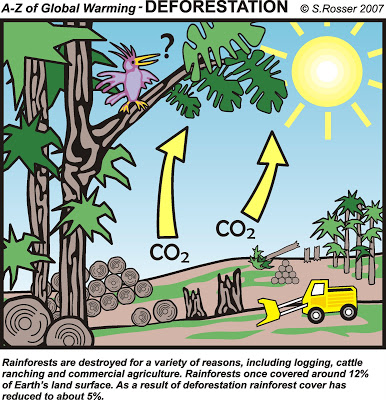 A-Z of Global Warming - DEFORESTATION
© S.Rosser 2007
?
CO2
CO2
Rainforests are destroyed for a variety of reasons, including logging, cattle
ranching and commercial agriculture. Rainforests once covered around 12%
of Earth's land surface. As a result of deforestation rainforest cover has
reduced to about 5%.